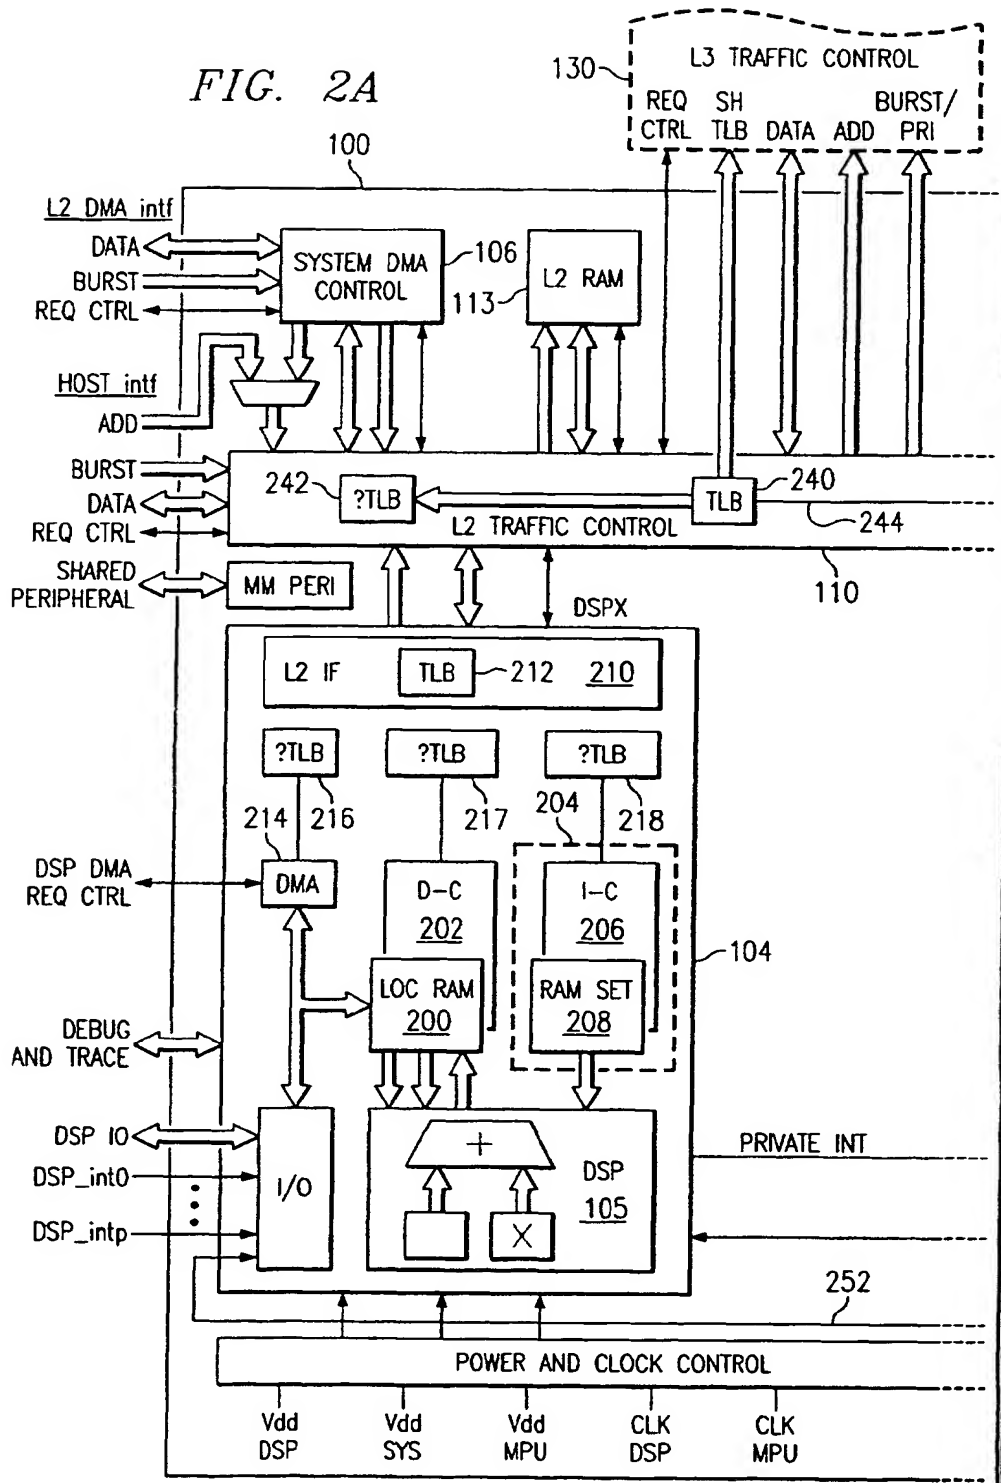 FIG. 2A
130
L3 TRAFFIC CONTROL
REQ CTRL
SH TLB
DATA
ADD
BURST/ PRI
100
L2 DMA intf
DATA
BURST
REQ CTRL
SYSTEM DMA CONTROL
106
113
L2 RAM
HOST intf
ADD
BURST
DATA
REQ CTRL
242
?TLB
TLB
240
244
L2 TRAFFIC CONTROL
110
SHARED PERIPHERAL
MM PERI
DSPX
L2 IF
TLB
212
210
?TLB
?TLB
?TLB
214
216
217
204
218
DSP DMA REQ CTRL
DMA
D-C
202
I-C
206
104
LOC RAM
200
RAM SET
208
DEBUG AND TRACE
DSP IO
DSP_int0
DSP_intp
I/O
+
X
DSP
105
PRIVATE INT
252
POWER AND CLOCK CONTROL
Vdd DSP
Vdd SYS
Vdd MPU
CLK DSP
CLK MPU